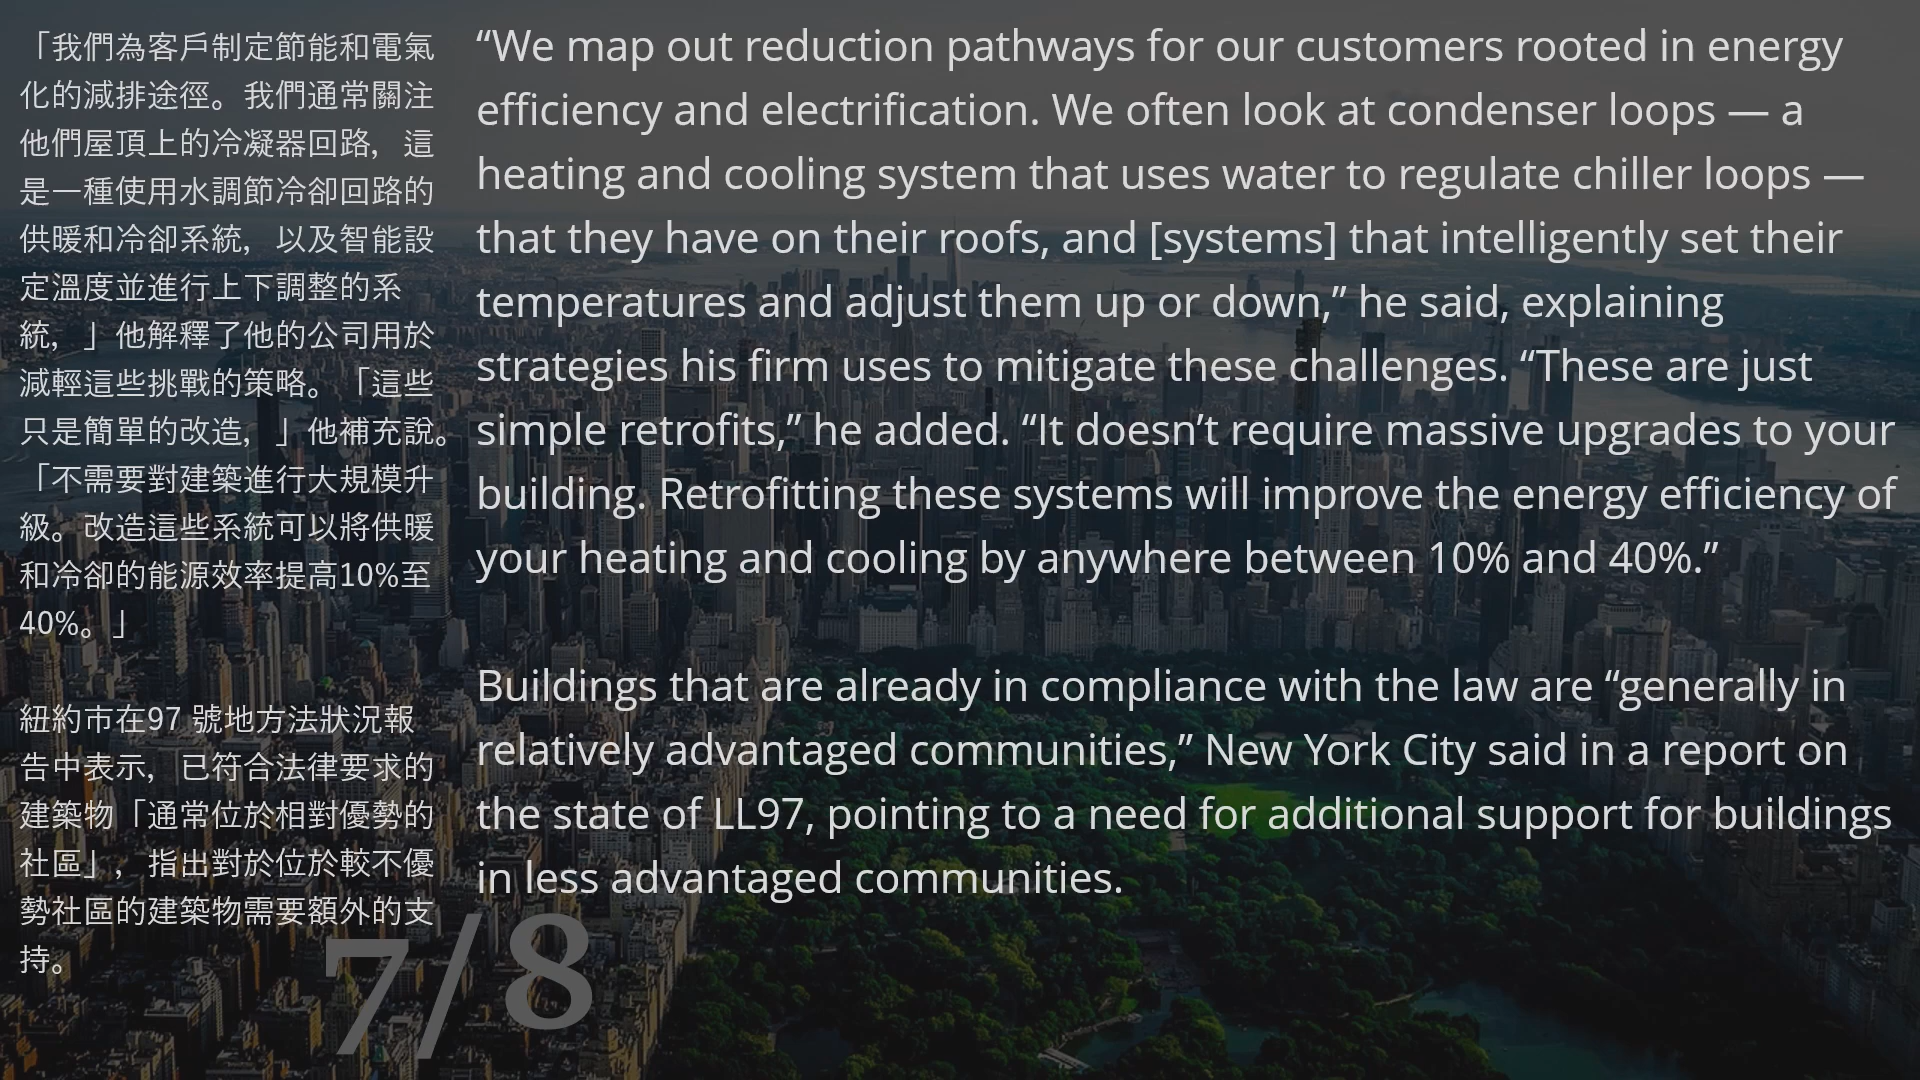 「我們為客戶制定節能和電氣
化的減排途徑。我們通常關注
他們屋頂上的冷凝器回路，這
是一種使用水調節冷卻回路的
供暖和冷卻系統，以及智能設
定溫度並進行上下調整的系
統，」他解釋了他的公司用於
減輕這些挑戰的策略。「這些
只是簡單的改造，」他補充說。
「不需要對建築進行大規模升
級。改造這些系統可以將供暖
和冷卻的能源效率提高10%至
40%。」
紐約市在97 號地方法狀況報
告中表示，已符合法律要求的
建築物「通常位於相對優勢的
社區」，指出對於位於較不優
勢社區的建築物需要額外的支
持。
“We map out reduction pathways for our customers rooted in energy
efficiency and electrification. We often look at condenser loops — a
heating and cooling system that uses water to regulate chiller loops —
that they have on their roofs, and [systems] that intelligently set their
temperatures and adjust them up or down,” he said, explaining
strategies his firm uses to mitigate these challenges. “These are just
simple retrofits,” he added. “It doesn’t require massive upgrades to your
building. Retrofitting these systems will improve the energy efficiency of
your heating and cooling by anywhere between 10% and 40%.”
Buildings that are already in compliance with the law are “generally in
relatively advantaged communities,” New York City said in a report on
the state of LL97, pointing to a need for additional support for buildings
in less advantaged communities.
7/8